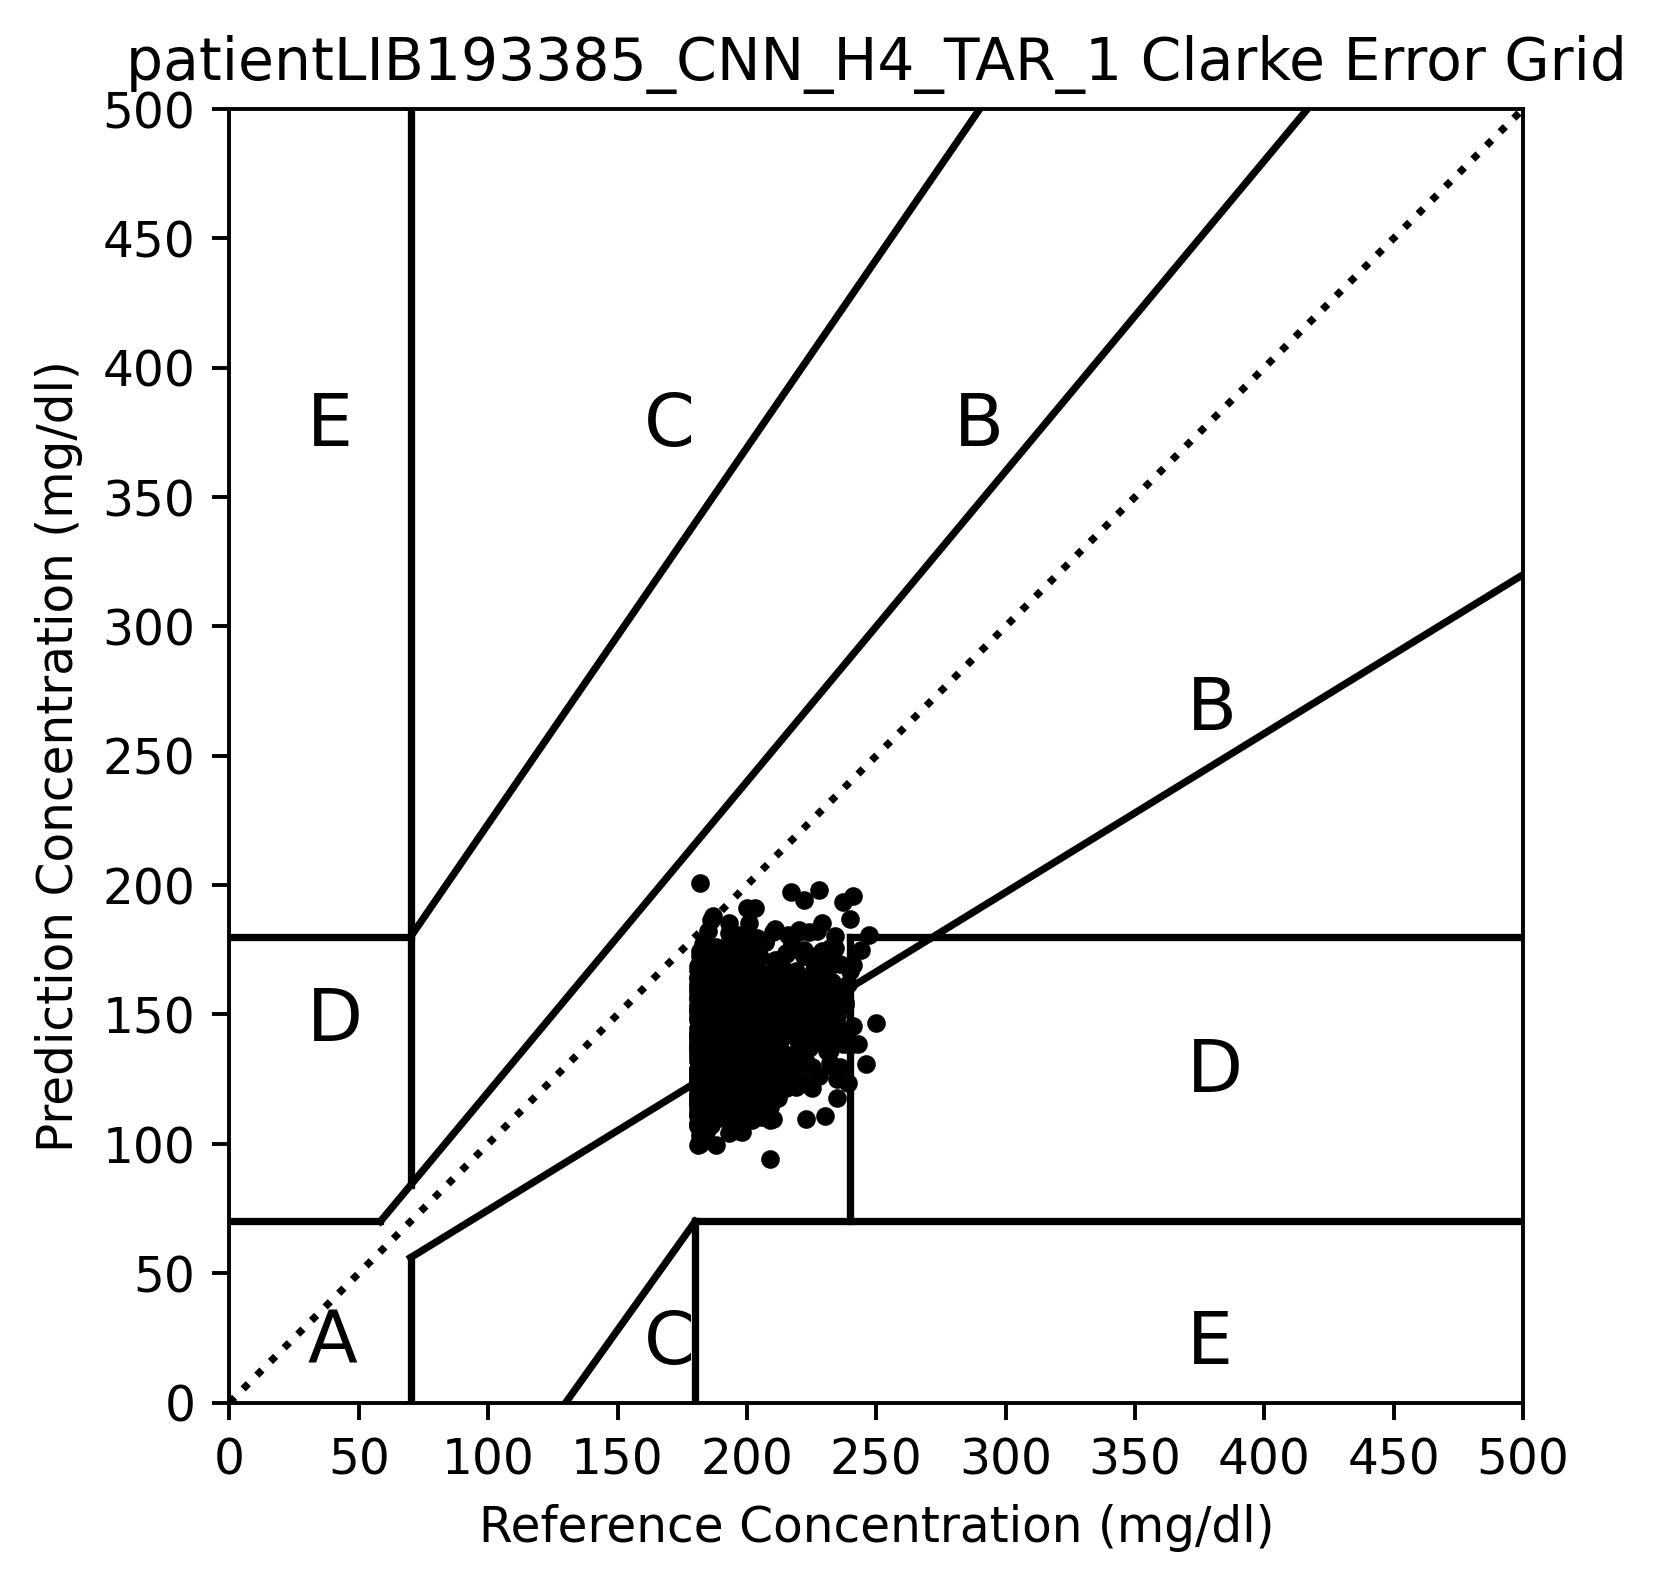 patientLIB193385_CNN_H4_TAR_1 Clarke Error Grid
500
450
400
350
300
250
200
150
100
50
0
Prediction Concentration (mg/dl)
E
C
B
B
D
D
A
C
E
0 50 100 150 200 250 300 350 400 450 500
Reference Concentration (mg/dl)